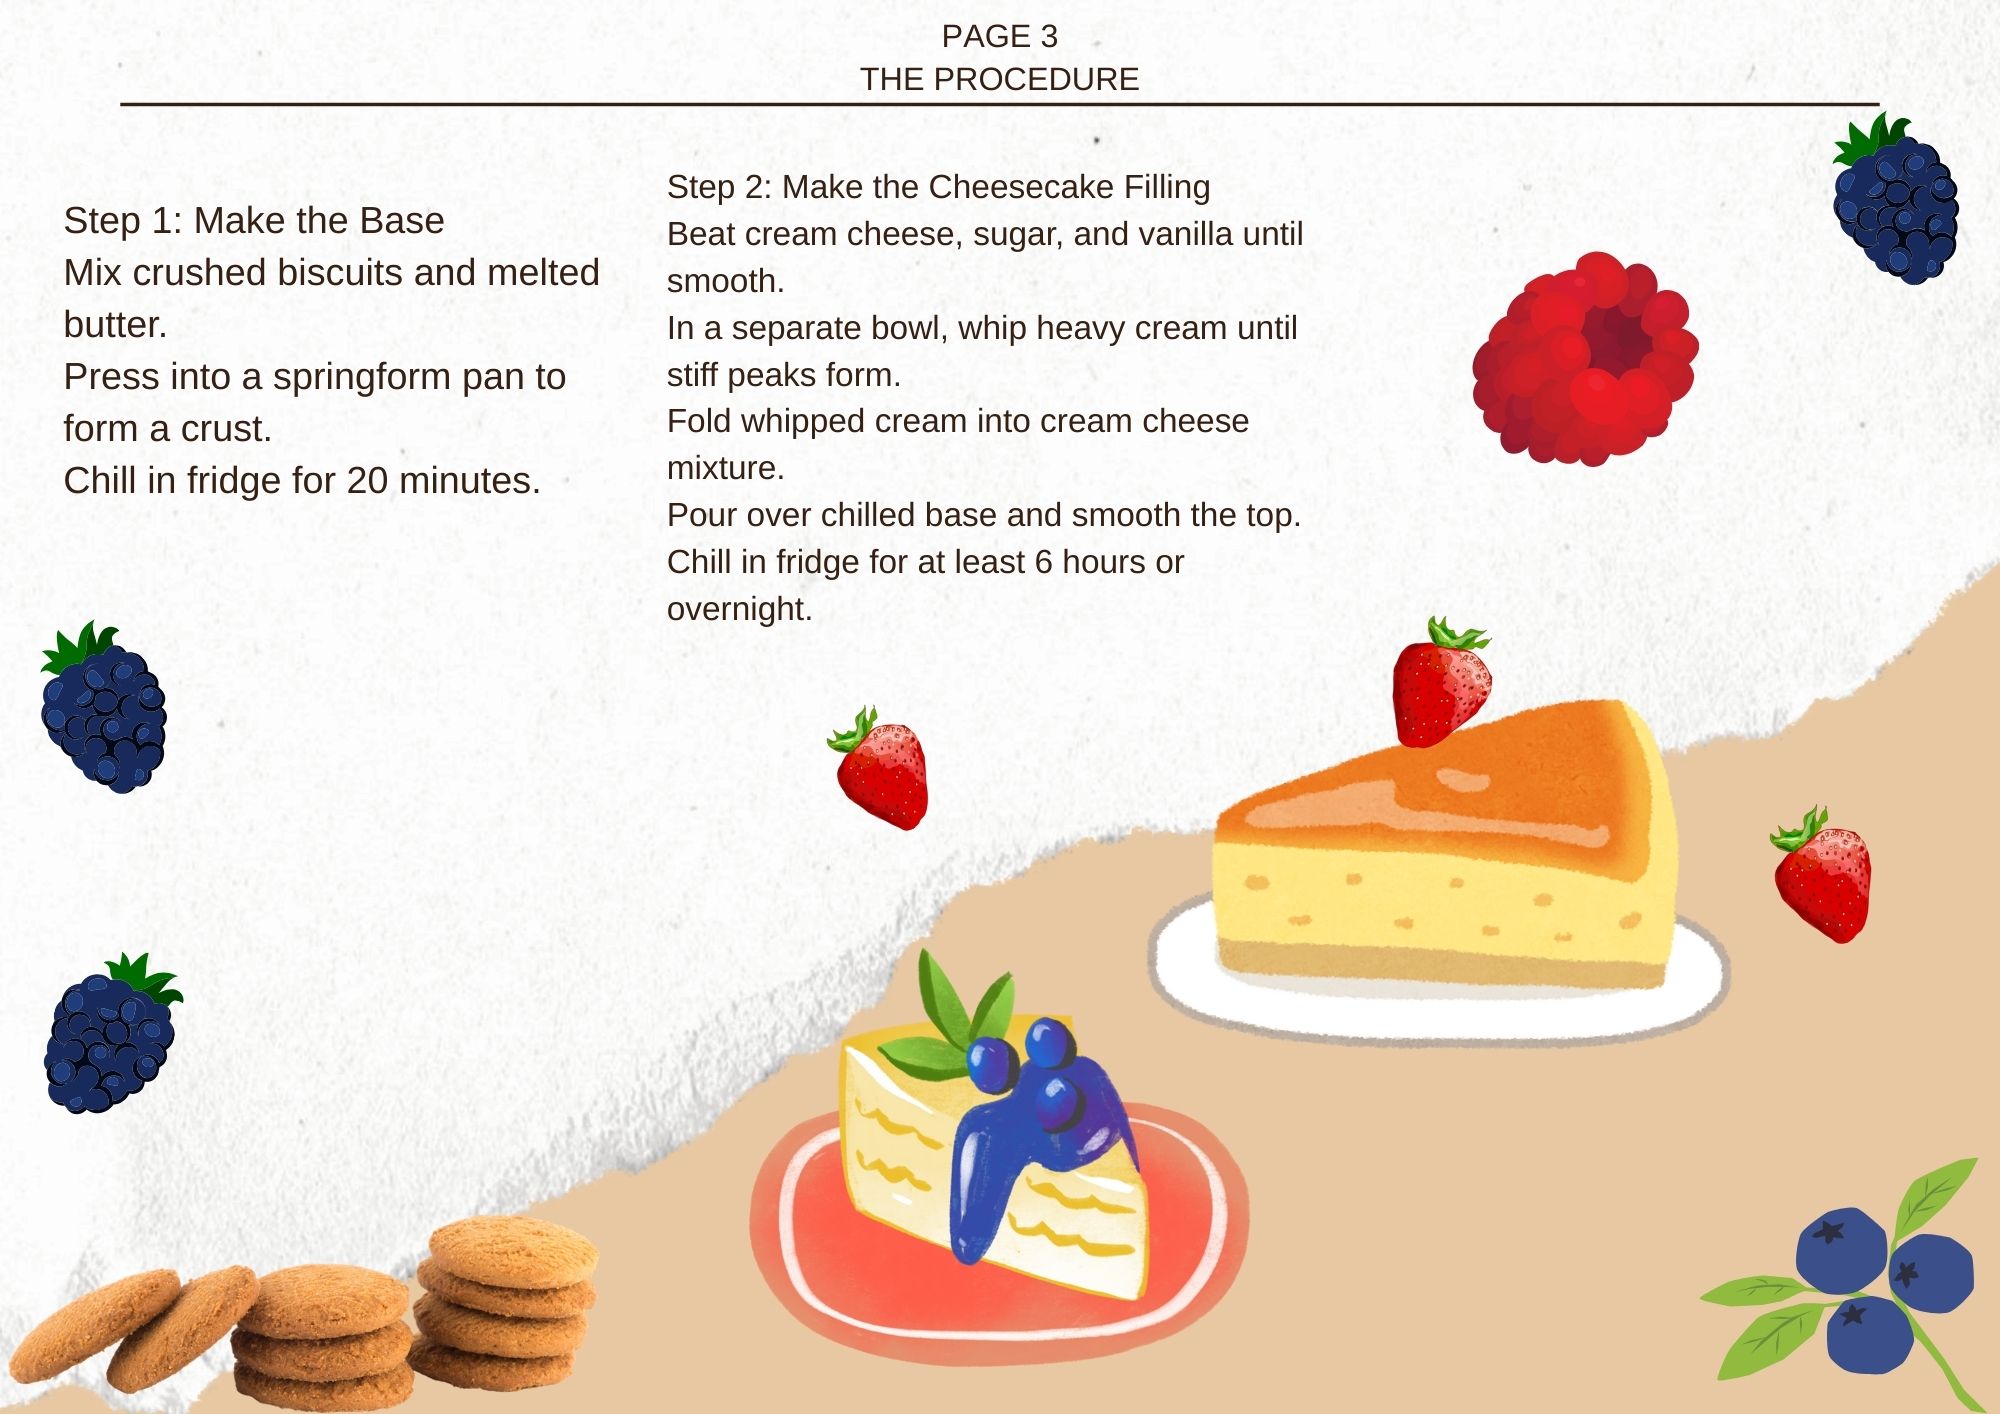 PAGE 3
THE PROCEDURE
Step 1: Make the Base
Mix crushed biscuits and melted
butter.
Press into a springform pan to
form a crust.
Chill in fridge for 20 minutes.
Step 2: Make the Cheesecake Filling
Beat cream cheese, sugar, and vanilla until
smooth.
In a separate bowl, whip heavy cream until
stiff peaks form.
Fold whipped cream into cream cheese
mixture.
Pour over chilled base and smooth the top.
Chill in fridge for at least 6 hours or
overnight.